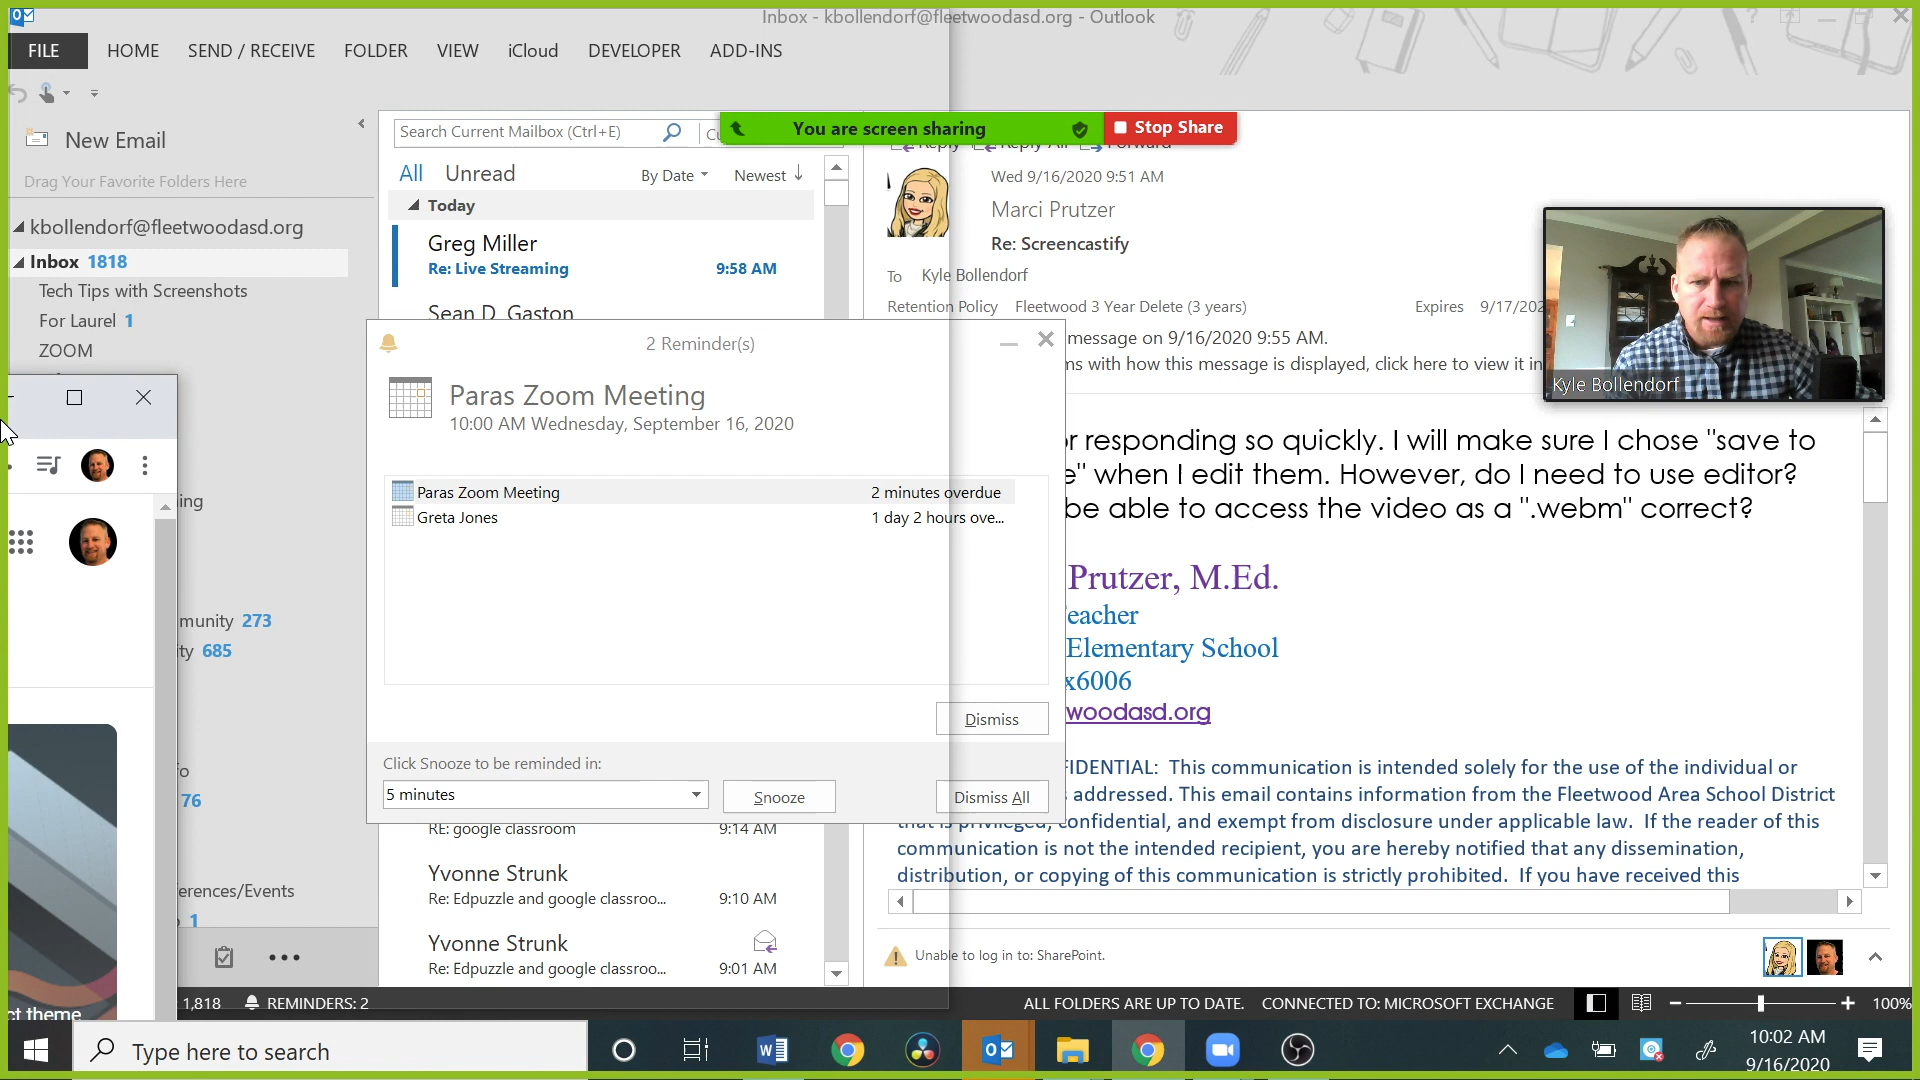 Inbox - kbollendorf@fleetwoodasd.org - Outlook
FILE HOME SEND / RECEIVE FOLDER VIEW iCloud DEVELOPER ADD-INS
New Email
Drag Your Favorite Folders Here
kbollendorf@fleetwoodasd.org
Inbox 1818
Tech Tips with Screenshots
For Laurel 1
ZOOM
ing
munity 273
ty 685
fo
76
erences/Events
1
ct theme
Search Current Mailbox (Ctrl+E)
All Unread By Date Newest
Today
Greg Miller
Re: Live Streaming 9:58 AM
Sean D. Gaston
You are screen sharing Stop Share
Reply Reply All Forward
Wed 9/16/2020 9:51 AM
Marci Prutzer
Re: Screencastify
To Kyle Bollendorf
Retention Policy Fleetwood 3 Year Delete (3 years) Expires 9/17/202
message on 9/16/2020 9:55 AM.
ms with how this message is displayed, click here to view it in
Kyle Bollendorf
2 Reminder(s)
Paras Zoom Meeting
10:00 AM Wednesday, September 16, 2020
Paras Zoom Meeting 2 minutes overdue
Greta Jones 1 day 2 hours ove...
Dismiss
Click Snooze to be reminded in:
5 minutes Snooze Dismiss All
RE: google classroom 9:14 AM
Yvonne Strunk
Re: Edpuzzle and google classroo... 9:10 AM
Yvonne Strunk
Re: Edpuzzle and google classroo... 9:01 AM
or responding so quickly. I will make sure I chose "save to
e" when I edit them. However, do I need to use editor?
be able to access the video as a ".webm" correct?
Prutzer, M.Ed.
eacher
Elementary School
x6006
woodasd.org
FIDENTIAL: This communication is intended solely for the use of the individual or
s addressed. This email contains information from the Fleetwood Area School District
that is privileged, confidential, and exempt from disclosure under applicable law. If the reader of this
communication is not the intended recipient, you are hereby notified that any dissemination,
distribution, or copying of this communication is strictly prohibited. If you have received this
Unable to log in to: SharePoint.
1,818 REMINDERS: 2 ALL FOLDERS ARE UP TO DATE. CONNECTED TO: MICROSOFT EXCHANGE 100%
Type here to search
10:02 AM
9/16/2020